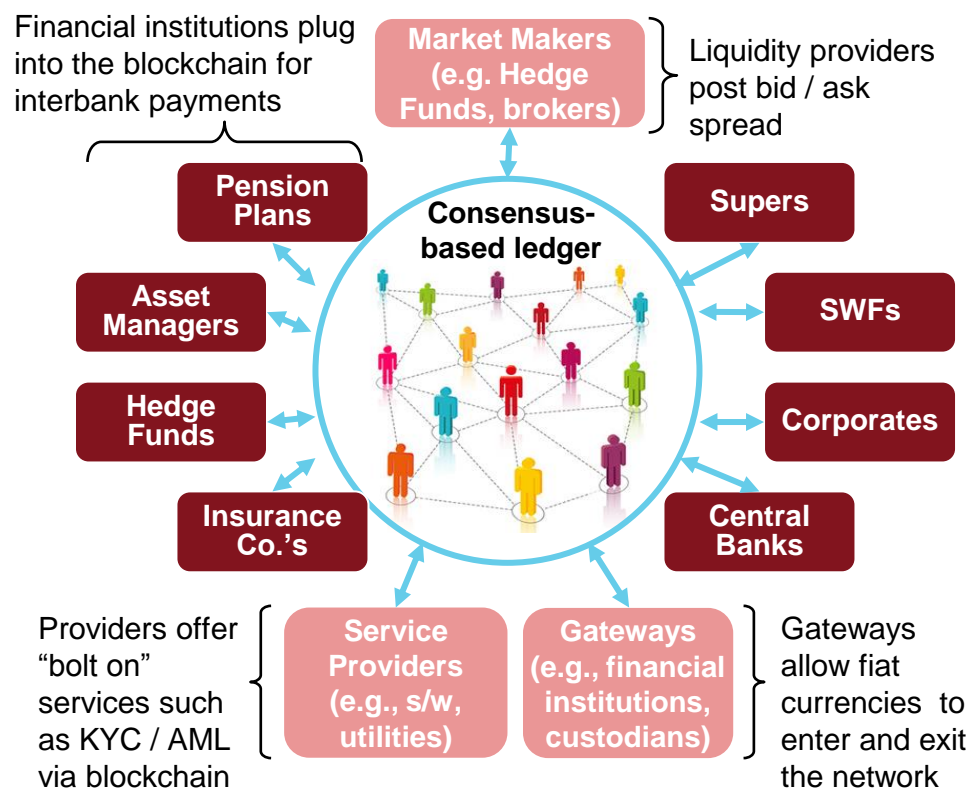 Financial institutions plug
into the blockchain for
interbank payments
Market Makers
(e.g. Hedge
Funds, brokers)
Liquidity providers
post bid / ask
spread
Pension
Plans
Asset
Managers
Hedge
Funds
Insurance
Co.'s
Consensus-
based ledger
Supers
SWFs
Corporates
Central
Banks
Providers offer
“bolt on”
services such
as KYC / AML
via blockchain
Service
Providers
(e.g., s/w,
utilities)
Gateways
(e.g., financial
institutions,
custodians)
Gateways
allow fiat
currencies to
enter and exit
the network